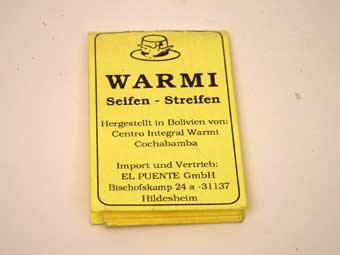 WARMI
Seifen - Streifen
Hergestellt in Bolivien von:
Centro Integral Warmi
Cochabamba
Import und Vertrieb:
EL PUENTE GmbH
Bischofskamp 24 a -31137
Hildesheim